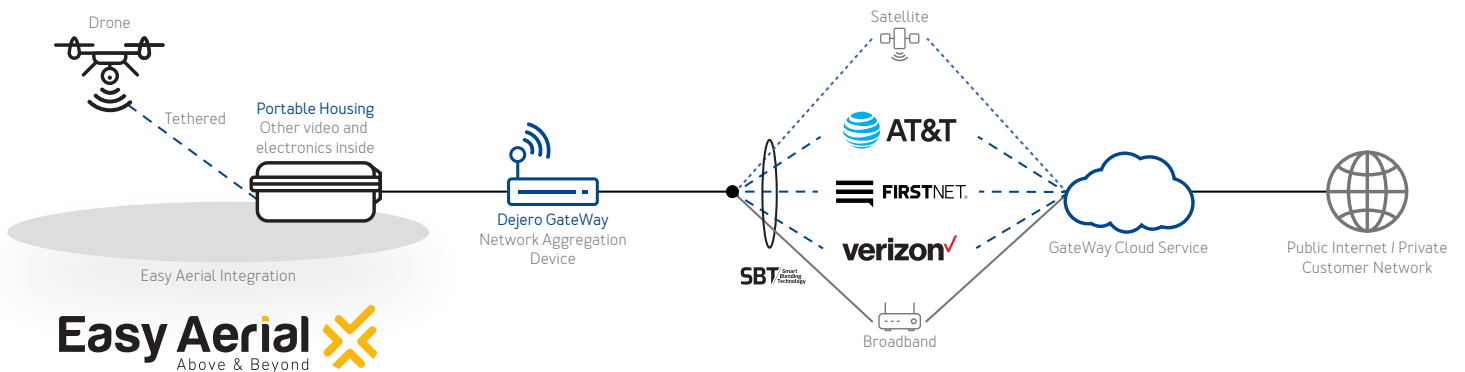 Drone
Tethered
Portable Housing
Other video and
electronics inside
Easy Aerial Integration
Easy Aerial
Above & Beyond
Dejero GateWay
Network Aggregation
Device
SBT Smart
Blending
Technology
Satellite
AT&T
FIRSTNET®
verizon✓
Broadband
GateWay Cloud Service
Public Internet / Private
Customer Network